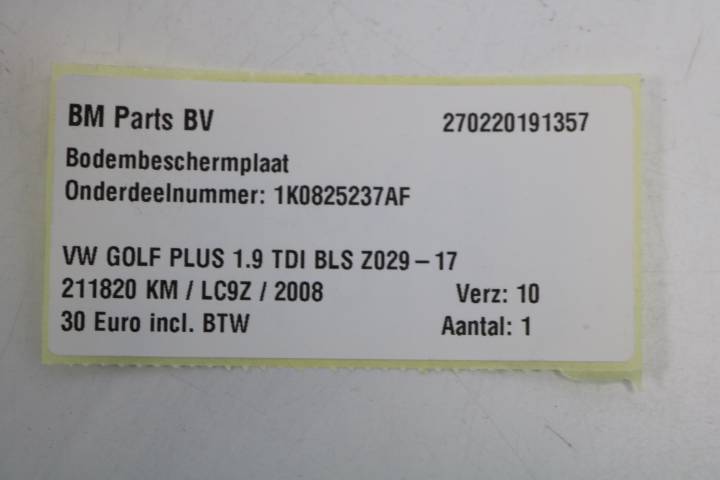 BM Parts BV 270220191357
Bodembeschermplaat
Onderdeelnummer: 1K0825237AF
VW GOLF PLUS 1.9 TDI BLS Z029-17
211820 KM / LC9Z / 2008 Verz: 10
30 Euro incl. BTW Aantal: 1